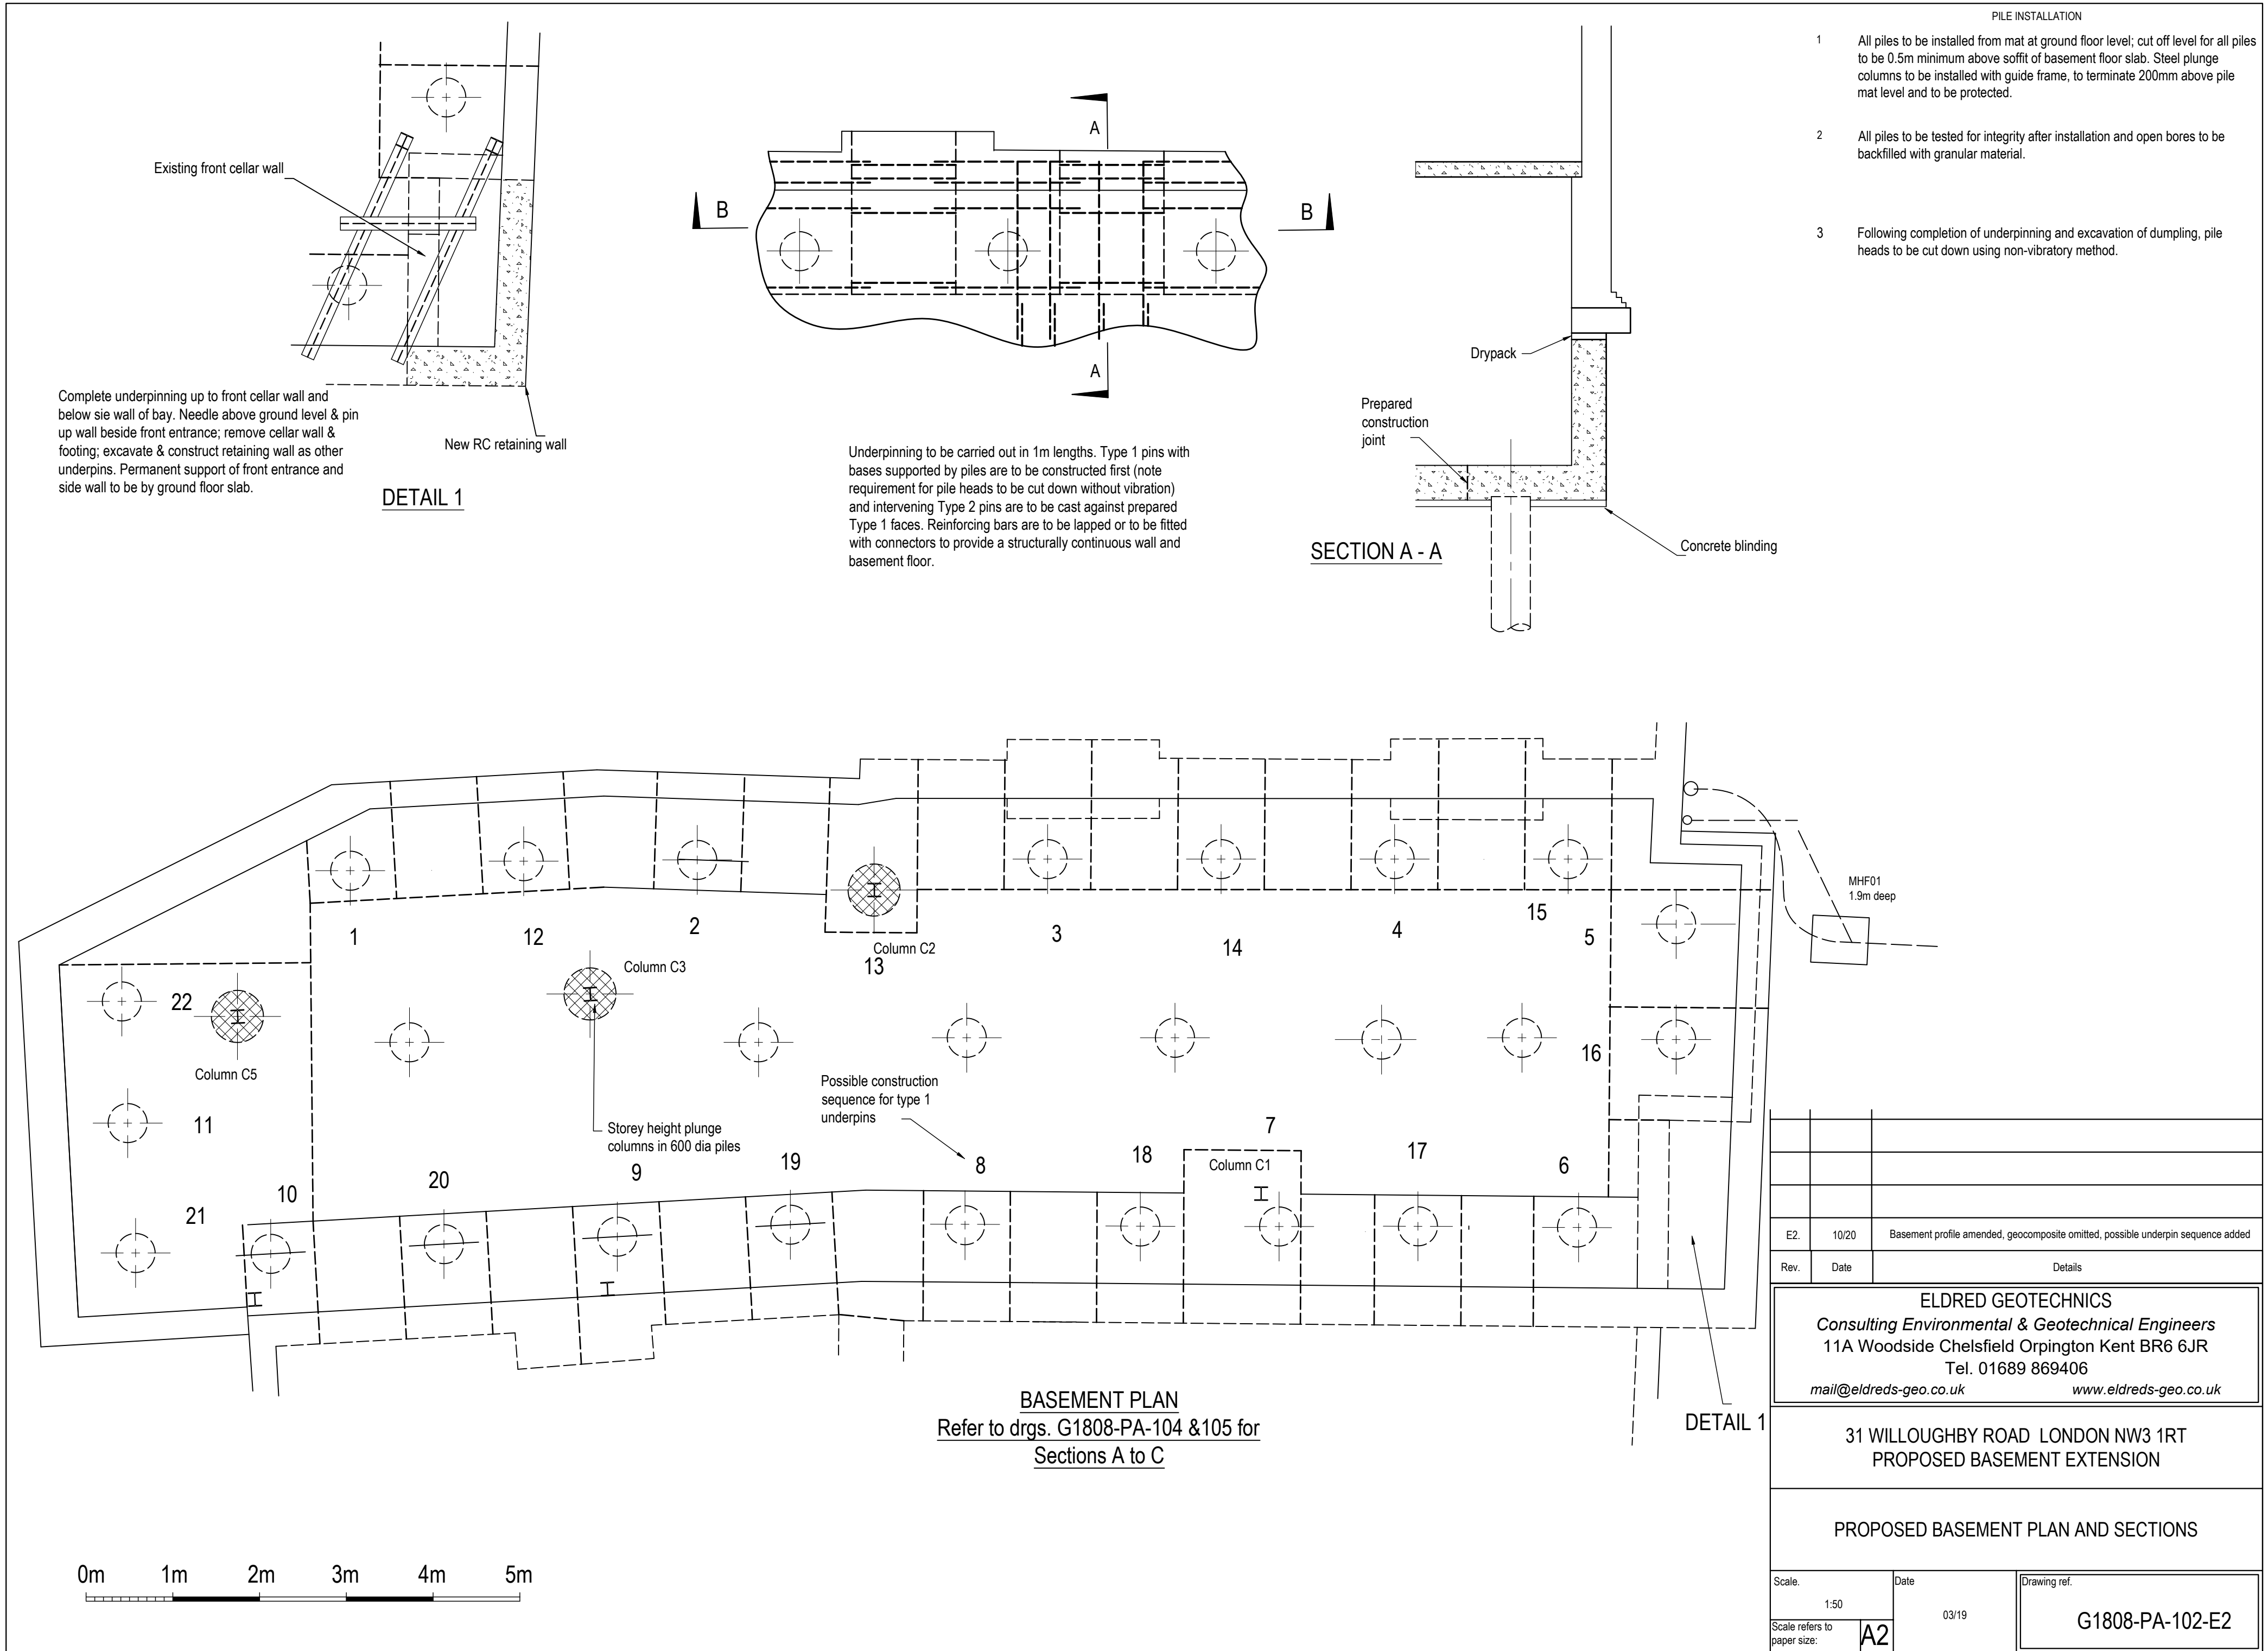 PILE INSTALLATION
1 All piles to be installed from mat at ground floor level; cut off level for all piles
to be 0.5m minimum above soffit of basement floor slab. Steel plunge
columns to be installed with guide frame, to terminate 200mm above pile
mat level and to be protected.
2 All piles to be tested for integrity after installation and open bores to be
backfilled with granular material.
3 Following completion of underpinning and excavation of dumpling, pile
heads to be cut down using non-vibratory method.
Existing front cellar wall
New RC retaining wall
Complete underpinning up to front cellar wall and
below sie wall of bay. Needle above ground level & pin
up wall beside front entrance; remove cellar wall &
footing; excavate & construct retaining wall as other
underpins. Permanent support of front entrance and
side wall to be by ground floor slab.
DETAIL 1
A
B
B
A
Underpinning to be carried out in 1m lengths. Type 1 pins with
bases supported by piles are to be constructed first (note
requirement for pile heads to be cut down without vibration)
and intervening Type 2 pins are to be cast against prepared
Type 1 faces. Reinforcing bars are to be lapped or to be fitted
with connectors to provide a structurally continuous wall and
basement floor.
Drypack
Prepared
construction
joint
Concrete blinding
SECTION A - A
MHF01
1.9m deep
1
12
2
Column C2
13
3
14
4
15
5
Column C3
22
Column C5
11
21
10
20
9
19
8
18
7
17
6
16
Storey height plunge
columns in 600 dia piles
Possible construction
sequence for type 1
underpins
Column C1
DETAIL 1
BASEMENT PLAN
Refer to drgs. G1808-PA-104 &105 for
Sections A to C
0m 1m 2m 3m 4m 5m
E2. 10/20 Basement profile amended, geocomposite omitted, possible underpin sequence added
Rev. Date Details
ELDRED GEOTECHNICS
Consulting Environmental & Geotechnical Engineers
11A Woodside Chelsfield Orpington Kent BR6 6JR
Tel. 01689 869406
mail@eldreds-geo.co.uk www.eldreds-geo.co.uk
31 WILLOUGHBY ROAD LONDON NW3 1RT
PROPOSED BASEMENT EXTENSION
PROPOSED BASEMENT PLAN AND SECTIONS
Scale.
1:50
Scale refers to
paper size:
A2
Date
03/19
Drawing ref.
G1808-PA-102-E2